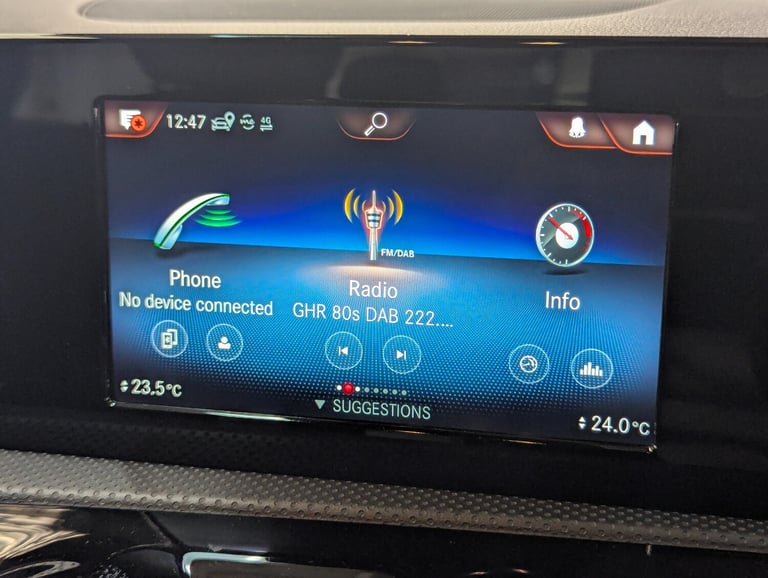 12:47
4G
FM/DAB
Phone
No device connected
Radio
GHR 80s DAB 222....
Info
23.5°C
SUGGESTIONS
24.0°C